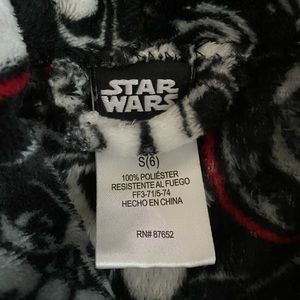 STAR
WARS
S(6)
100% POLIÉSTER
RESISTENTE AL FUEGO
FF3-71/5-74
HECHO EN CHINA
RN# 87652